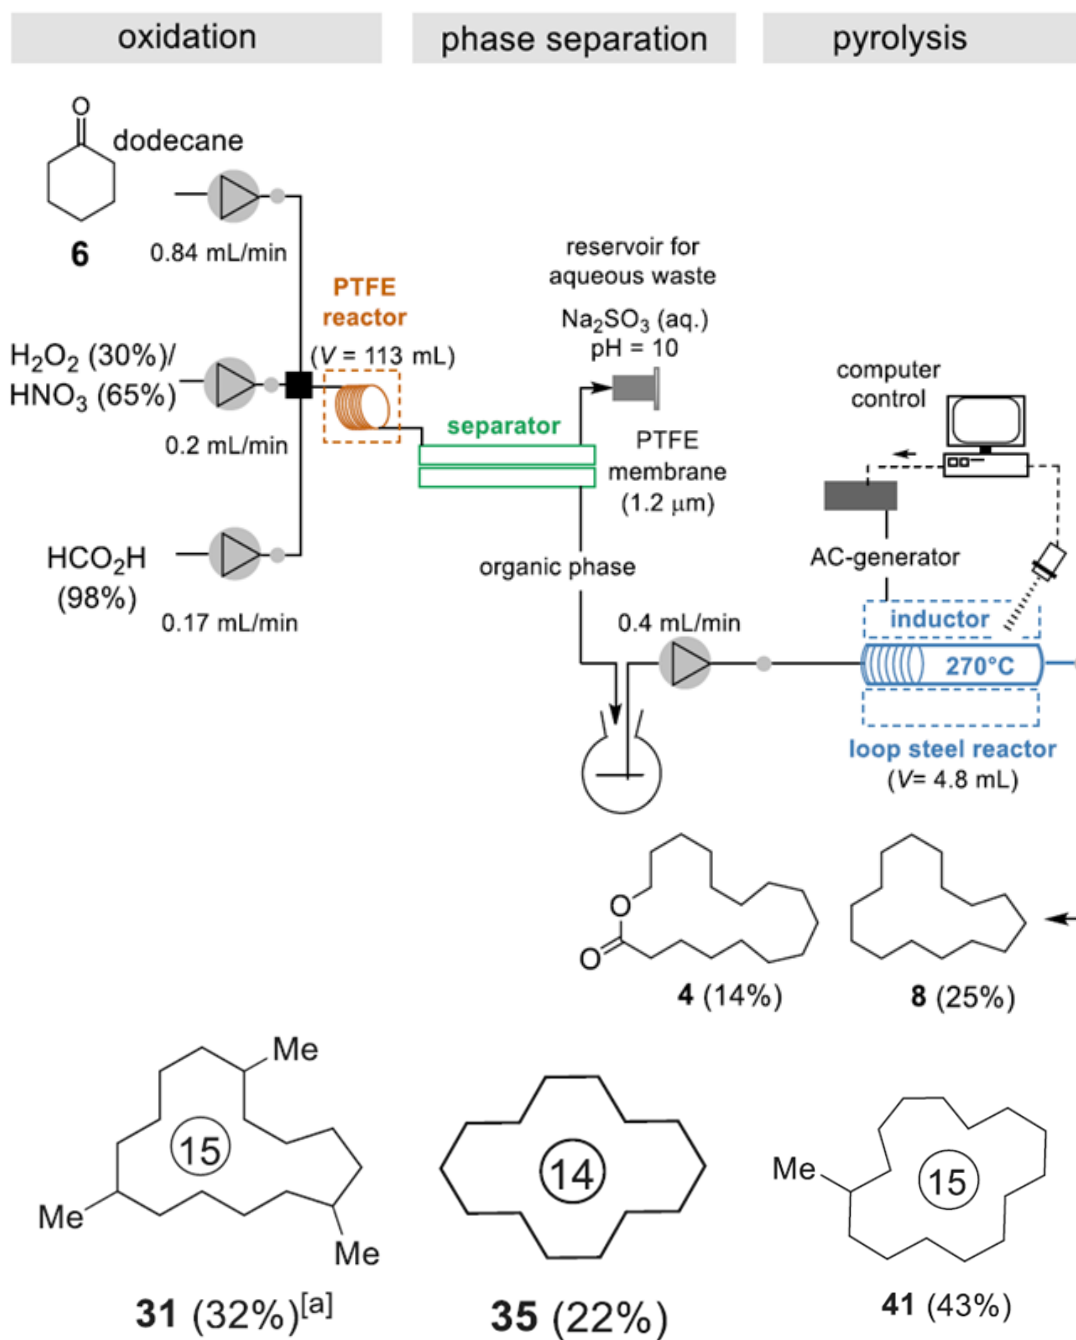 oxidation
phase separation
pyrolysis
O
dodecane
6
0.84 mL/min
PTFE
reactor
(V = 113 mL)
H₂O₂ (30%)/
HNO₃ (65%)
0.2 mL/min
HCO₂H
(98%)
0.17 mL/min
reservoir for
aqueous waste
Na₂SO₃ (aq.)
pH = 10
separator
PTFE
membrane
(1.2 μm)
organic phase
0.4 mL/min
computer
control
AC-generator
inductor
270°C
loop steel reactor
(V= 4.8 mL)
O
O
4 (14%)
8 (25%)
Me
15
Me
Me
31 (32%)[a]
14
35 (22%)
Me
15
41 (43%)